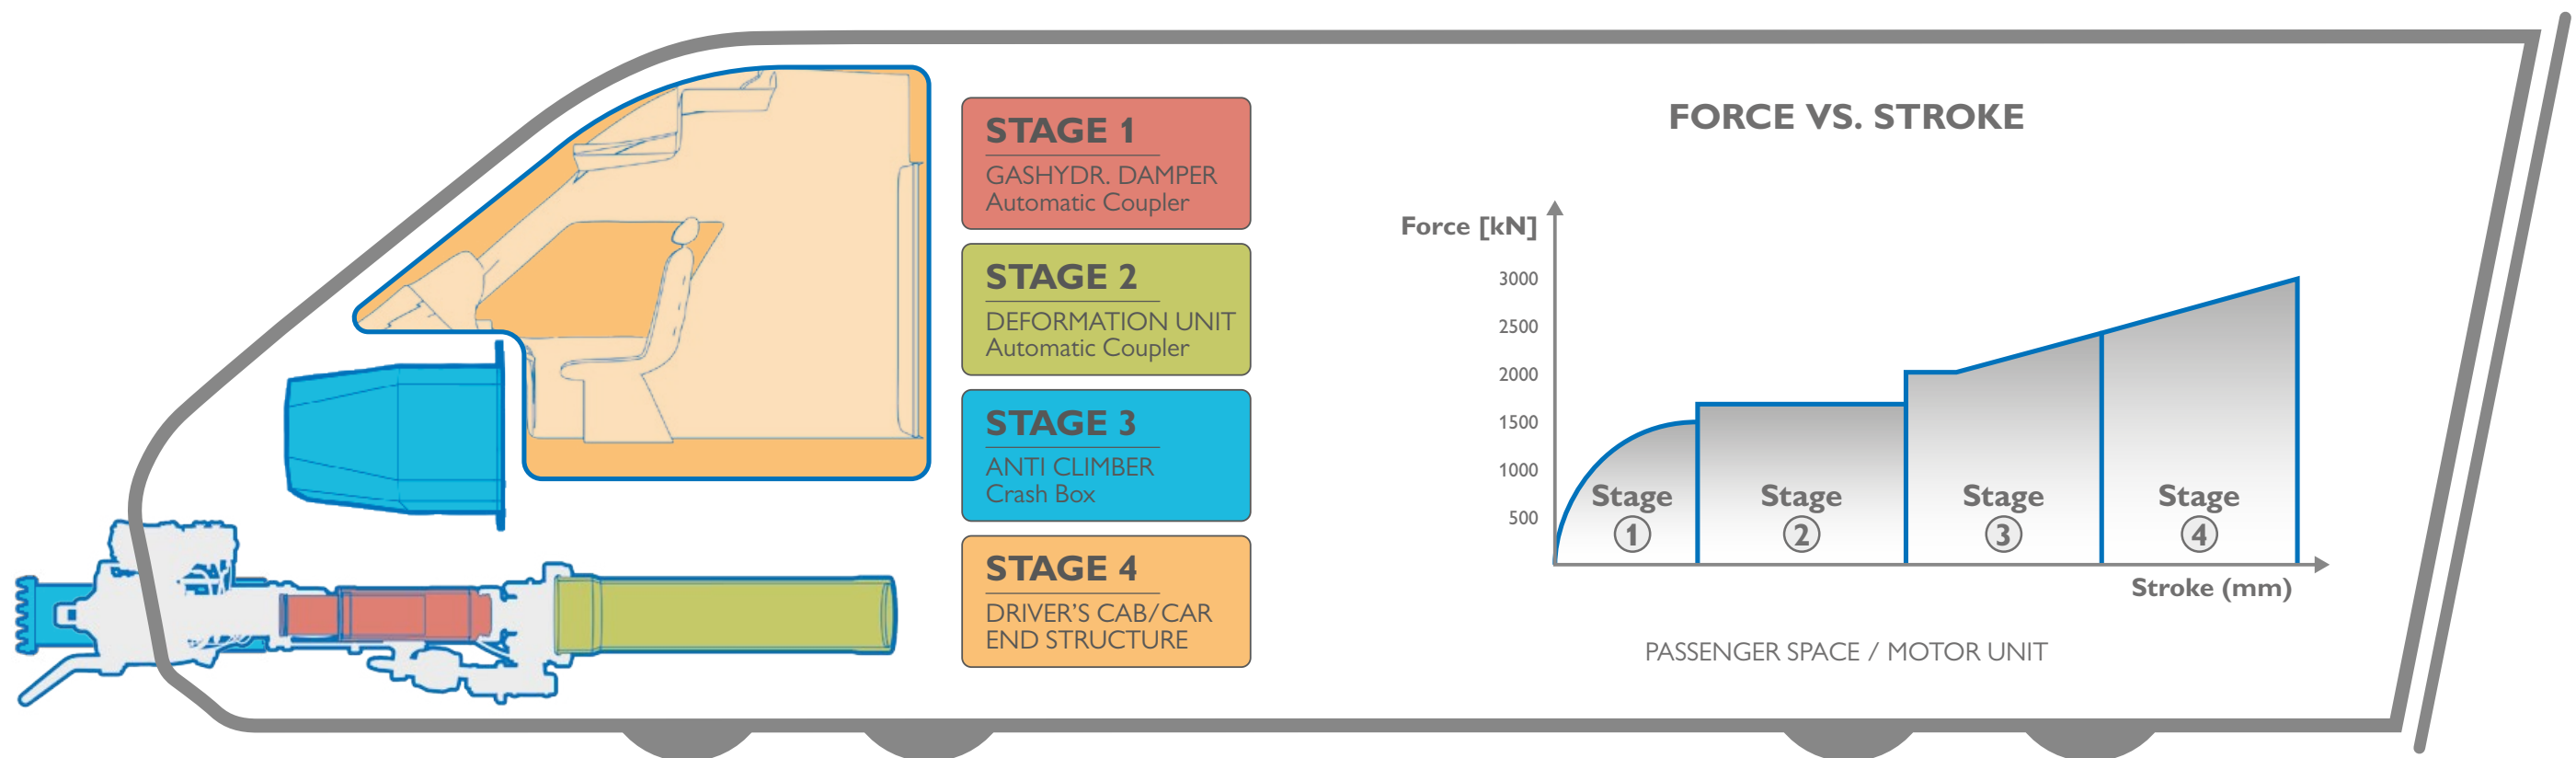 STAGE 1
GASHYDR. DAMPER
Automatic Coupler
STAGE 2
DEFORMATION UNIT
Automatic Coupler
STAGE 3
ANTI CLIMBER
Crash Box
STAGE 4
DRIVER'S CAB/CAR
END STRUCTURE
FORCE VS. STROKE
Force [kN]
3000
2500
2000
1500
1000
500
Stage
1
Stage
2
Stage
3
Stage
4
Stroke (mm)
PASSENGER SPACE / MOTOR UNIT